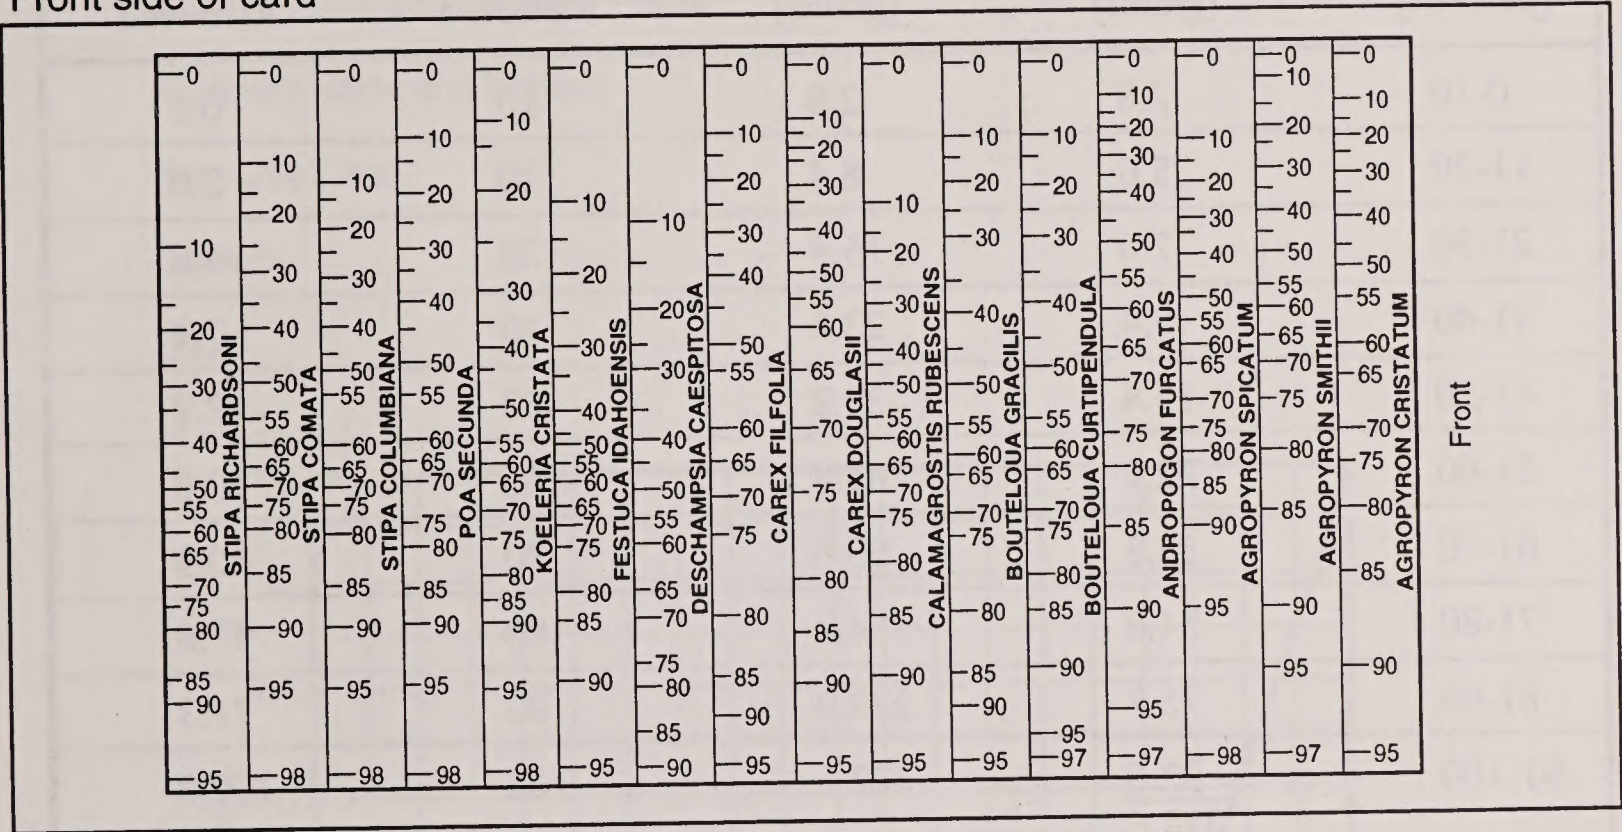 Front side of card
0 10 20 30 40 50 55 60 65 70 75 80 85 90 95
STIPA RICHARDSONI
0 10 20 30 40 50 55 60 65 70 75 80 85 90 95 98
STIPA COMATA
0 10 20 30 40 50 55 60 65 70 75 80 85 90 95 98
STIPA COLUMBIANA
0 10 20 30 40 50 55 60 65 70 75 80 85 90 95 98
POA SECUNDA
0 10 20 30 40 50 55 60 65 70 75 80 85 90 95 98
KOELERIA CRISTATA
0 10 20 30 40 50 55 60 65 70 75 80 85 90 95
FESTUCA IDAHOENSIS
0 10 20 30 40 50 55 60 65 70 75 80 85 90
DESCHAMPSIA CAESPITOSA
0 10 20 30 40 50 55 60 65 70 75 80 85 90 95
CAREX FILFOLIA
0 10 20 30 40 50 55 60 65 70 75 80 85 90 95
CAREX DOUGLASII
0 10 20 30 40 50 55 60 65 70 75 80 85 90 95
CALAMAGROSTIS RUBESCENS
0 10 20 30 40 50 55 60 65 70 75 80 85 90 95
BOUTELOUA GRACILIS
0 10 20 30 40 50 55 60 65 70 75 80 85 90 95 97
BOUTELOUA CURTIPENDULA
0 10 20 30 40 50 55 60 65 70 75 80 85 90 95 97
ANDROPOGON FURCATUS
0 10 20 30 40 50 55 60 65 70 75 80 85 90 95 98
AGROPYRON SPICATUM
0 10 20 30 40 50 55 60 65 70 75 80 85 90 95 97
AGROPYRON SMITHII
0 10 20 30 40 50 55 60 65 70 75 80 85 90 95
AGROPYRON CRISTATUM
Front